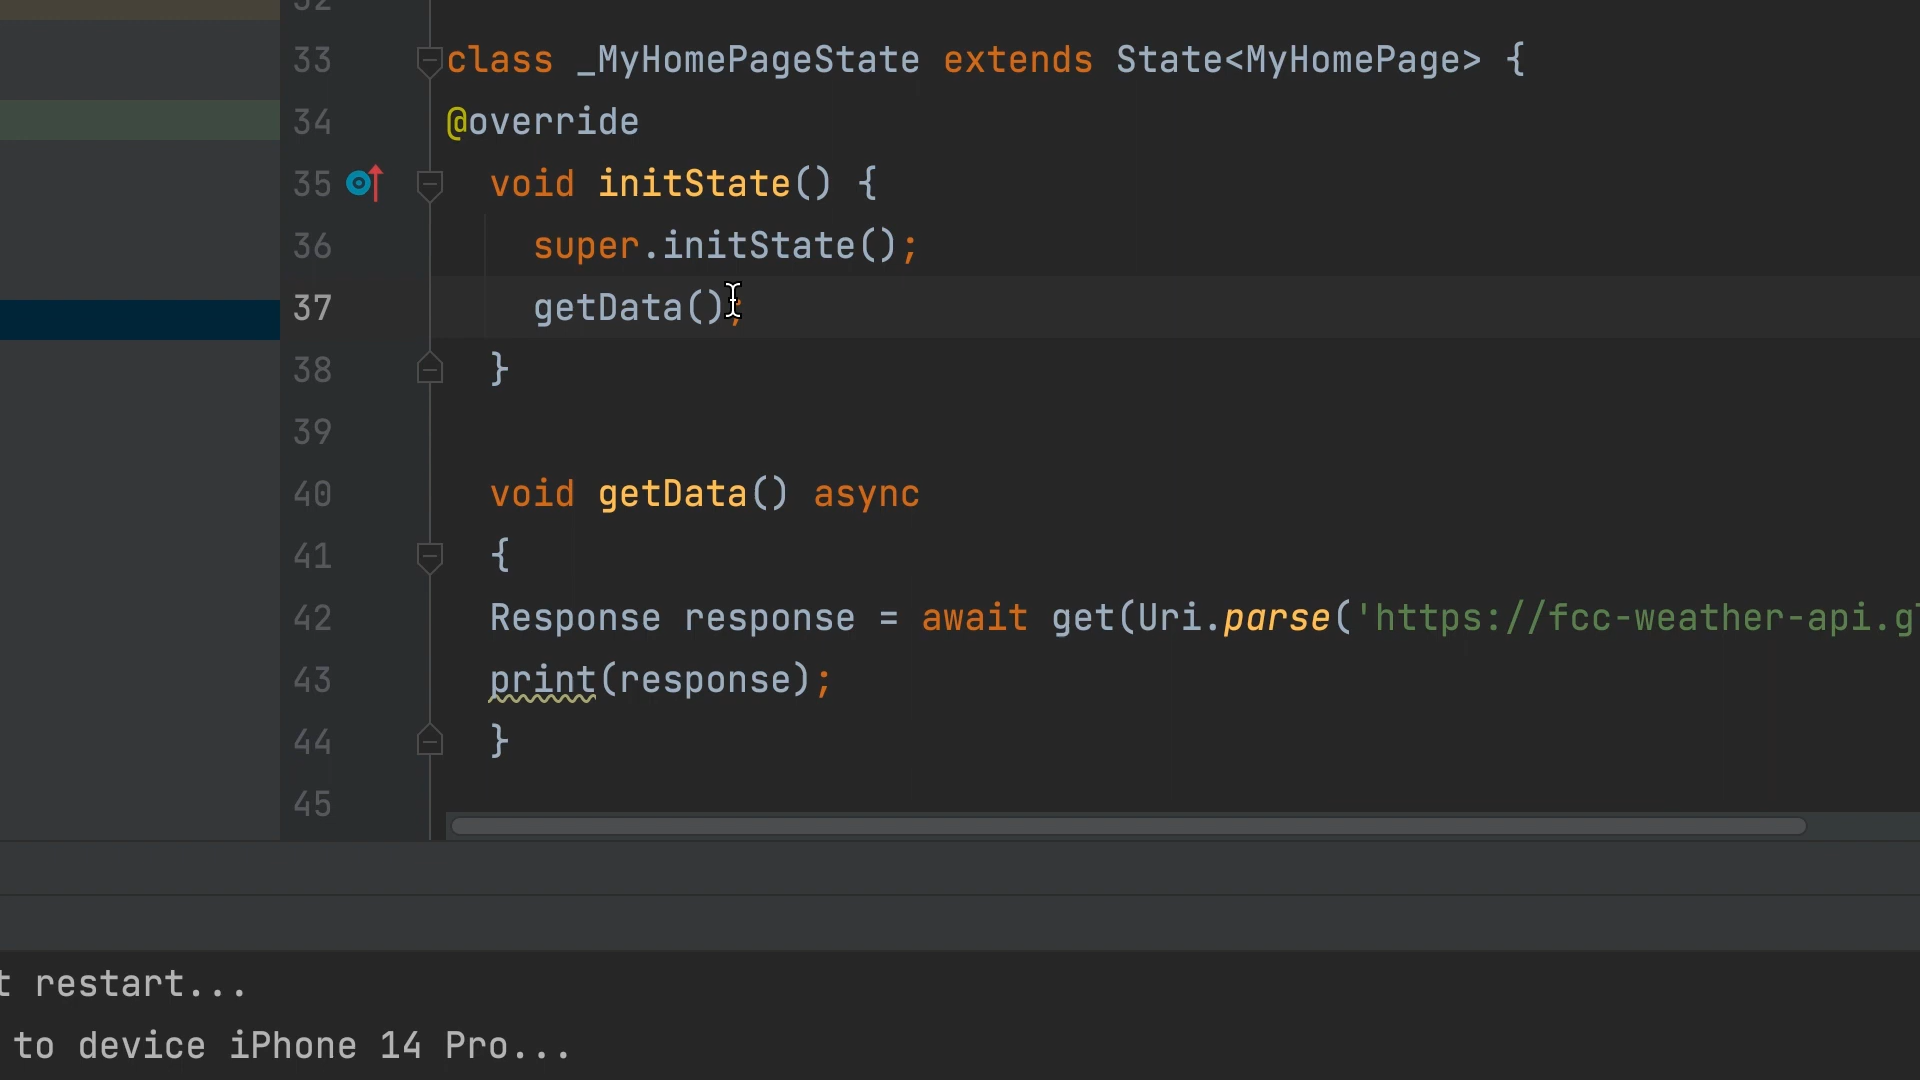 33 class _MyHomePageState extends State<MyHomePage> {
34 @override
35 void initState() {
36 super.initState();
37 getData();
38 }
39
40 void getData() async
41 {
42 Response response = await get(Uri.parse('https://fcc-weather-api.g
43 print(response);
44 }
45
restart...
to device iPhone 14 Pro...